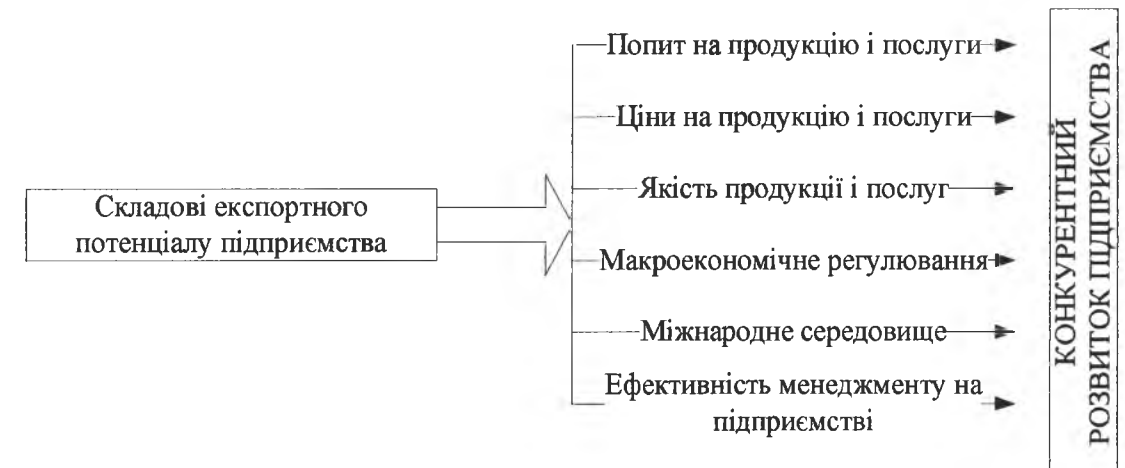 Складові експортного
потенціалу підприємства
Попит на продукцію і послуги
Ціни на продукцію і послуги
Якість продукції і послуг
Макроекономічне регулювання
Міжнародне середовище
Ефективність менеджменту на
підприємстві
КОНКУРЕНТНИЙ
РОЗВИТОК ПІДПРИЄМСТВА